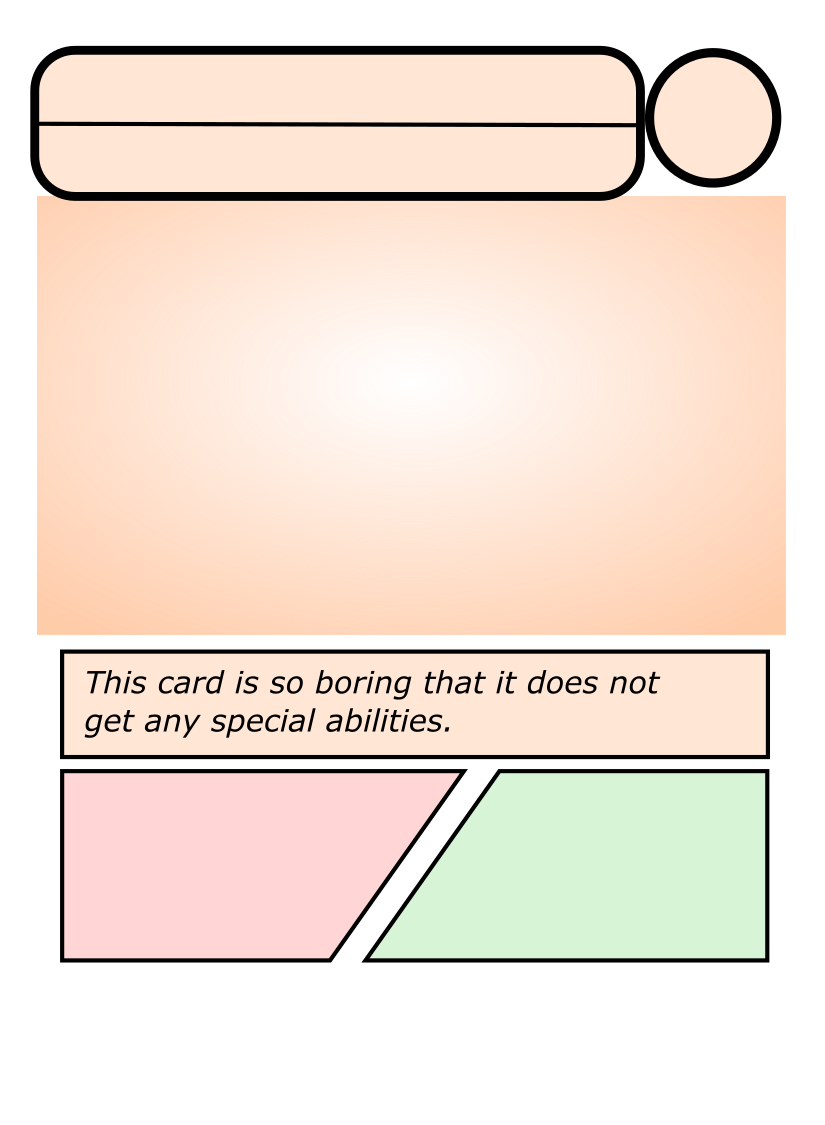 This card is so boring that it does not
get any special abilities.